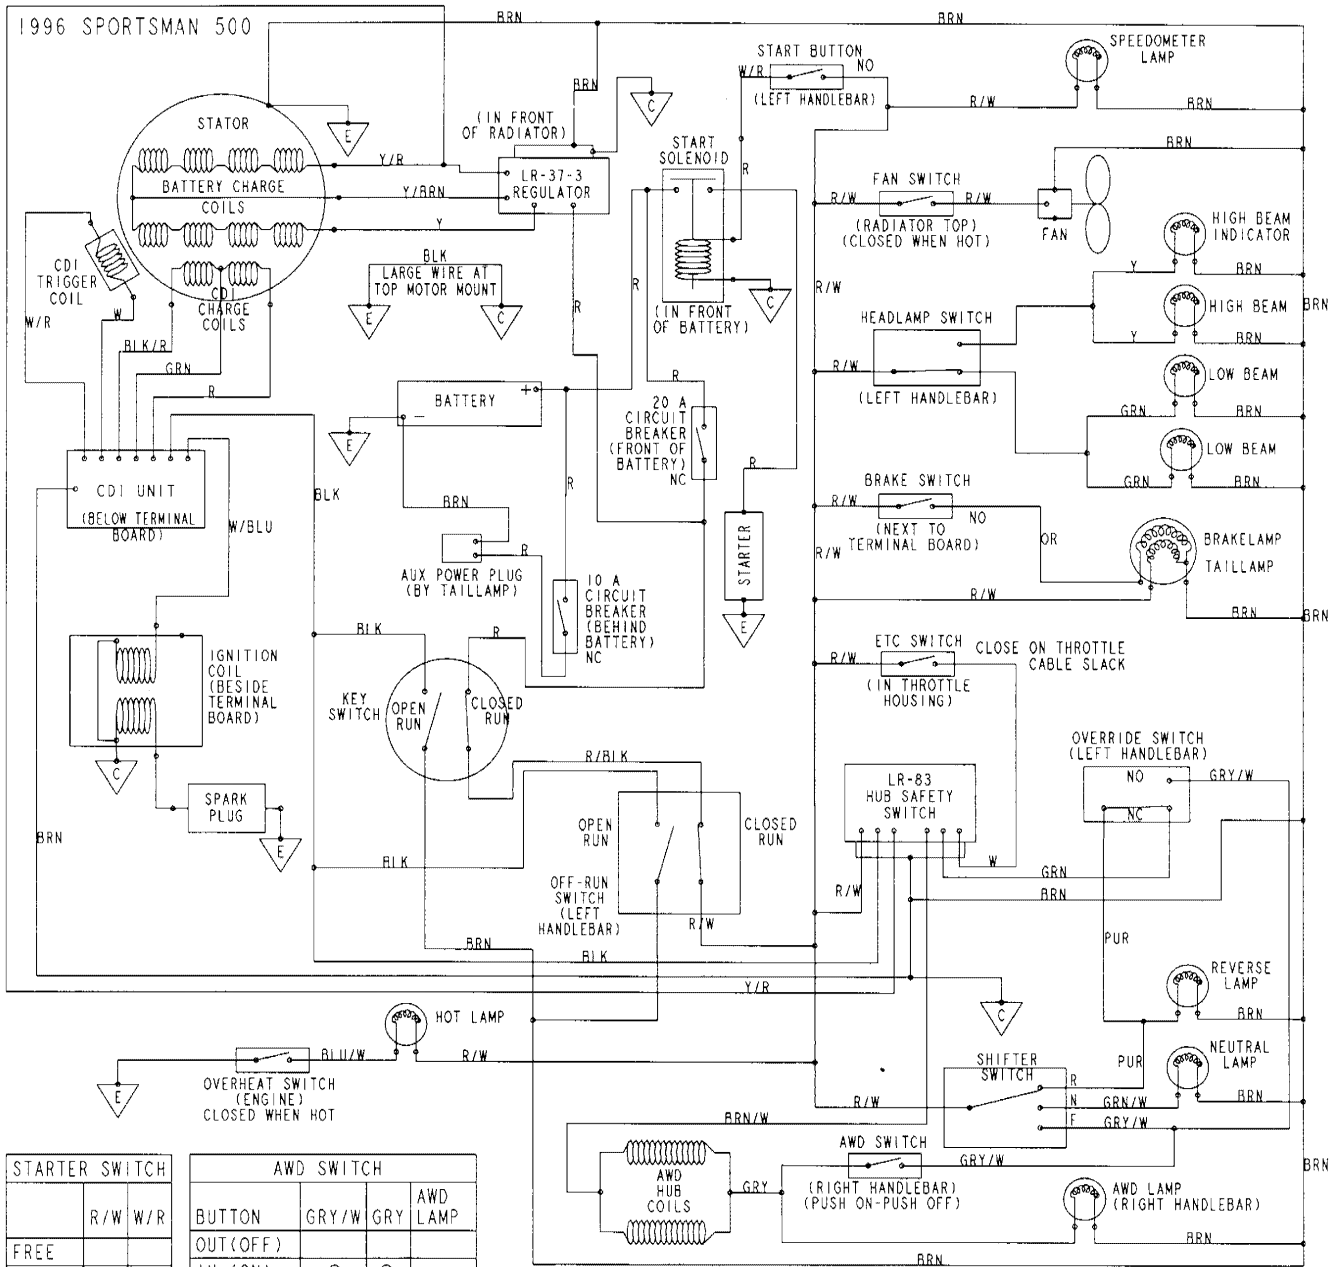 1996 SPORTSMAN 500
BRN
R
STATOR
BATTERY CHARGE
COILS
CDI
CHARGE
COILS
CDI
TRIGGER
COIL
W/R
W
BLK/R
GRN
R
E
Y/R
Y/BRN
Y
(IN FRONT
OF RADIATOR)
BRN
LR-37-3
REGULATOR
C
R
BLK
LARGE WIRE AT
TOP MOTOR MOUNT
E
C
START
SOLENOID
(IN FRONT
OF BATTERY)
R
R
C
W/R
START BUTTON
NO
(LEFT HANDLEBAR)
BRN
R/W
SPEEDOMETER
LAMP
BRN
BRN
FAN SWITCH
R/W
R/W
(RADIATOR TOP)
(CLOSED WHEN HOT)
FAN
R/W
HIGH BEAM
INDICATOR
Y
BRN
HIGH BEAM
Y
BRN
BRN
HEADLAMP SWITCH
R/W
(LEFT HANDLEBAR)
LOW BEAM
GRN
BRN
LOW BEAM
GRN
BRN
BATTERY
+
-
E
R
R
20 A
CIRCUIT
BREAKER
(FRONT OF
BATTERY)
NC
R
BRN
AUX POWER PLUG
(BY TAILLAMP)
R
10 A
CIRCUIT
BREAKER
(BEHIND
BATTERY)
NC
STARTER
E
CDI UNIT
(BELOW TERMINAL
BOARD)
BLK
W/BLU
BRAKE SWITCH
R/W
NO
(NEXT TO
TERMINAL BOARD)
R/W
OR
R/W
BRAKELAMP
TAILLAMP
BRN
BRN
IGNITION
COIL
(BESIDE
TERMINAL
BOARD)
C
SPARK
PLUG
E
BRN
BLK
R
KEY
SWITCH
OPEN
RUN
CLOSED
RUN
R/BLK
BLK
OPEN
RUN
CLOSED
RUN
OFF-RUN
SWITCH
(LEFT
HANDLEBAR)
R/W
BRN
BLK
Y/R
ETC SWITCH
R/W
(IN THROTTLE
HOUSING)
CLOSE ON THROTTLE
CABLE SLACK
LR-83
HUB SAFETY
SWITCH
R/W
W
GRN
BRN
OVERRIDE SWITCH
(LEFT HANDLEBAR)
NO
NC
GRY/W
PUR
C
REVERSE
LAMP
BRN
NEUTRAL
LAMP
BRN
PUR
SHIFTER
SWITCH
R/W
R
N
F
GRN/W
GRY/W
HOT LAMP
BLU/W
R/W
E
OVERHEAT SWITCH
(ENGINE)
CLOSED WHEN HOT
BRN/W
AWD
HUB
COILS
GRY
AWD SWITCH
GRY/W
(RIGHT HANDLEBAR)
(PUSH ON-PUSH OFF)
AWD LAMP
(RIGHT HANDLEBAR)
BRN
BRN
BRN
STARTER SWITCH
R/W W/R
FREE
AWD SWITCH
BUTTON GRY/W GRY AWD LAMP
OUT(OFF)